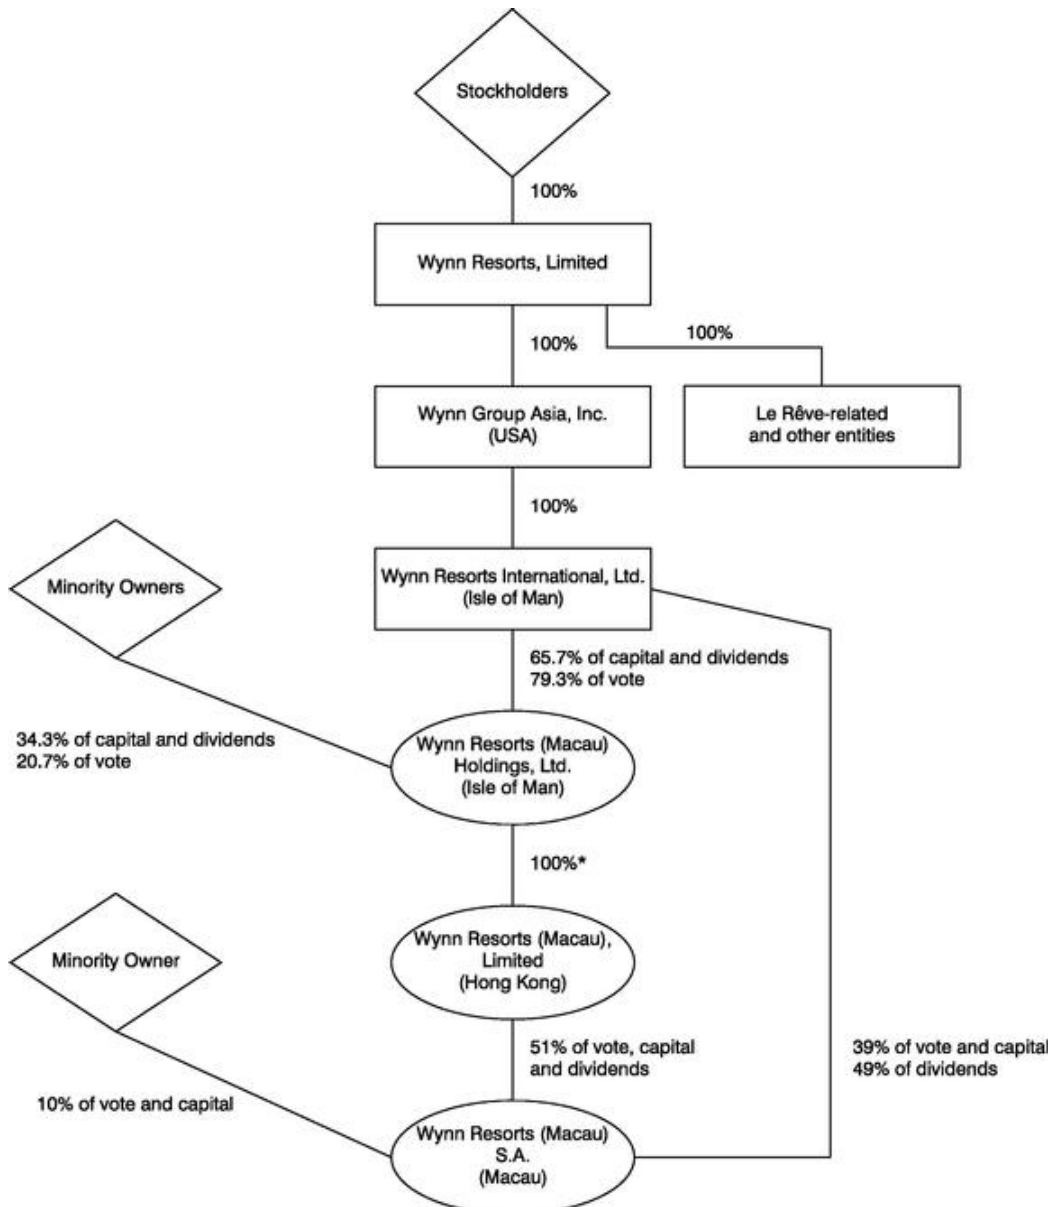 Stockholders
100%
Wynn Resorts, Limited
100%
100%
Wynn Group Asia, Inc.
(USA)
Le Rêve-related
and other entities
100%
Minority Owners
Wynn Resorts International, Ltd.
(Isle of Man)
65.7% of capital and dividends
79.3% of vote
34.3% of capital and dividends
20.7% of vote
Wynn Resorts (Macau)
Holdings, Ltd.
(Isle of Man)
100%*
Minority Owner
Wynn Resorts (Macau),
Limited
(Hong Kong)
51% of vote, capital
and dividends
39% of vote and capital
49% of dividends
10% of vote and capital
Wynn Resorts (Macau)
S.A.
(Macau)